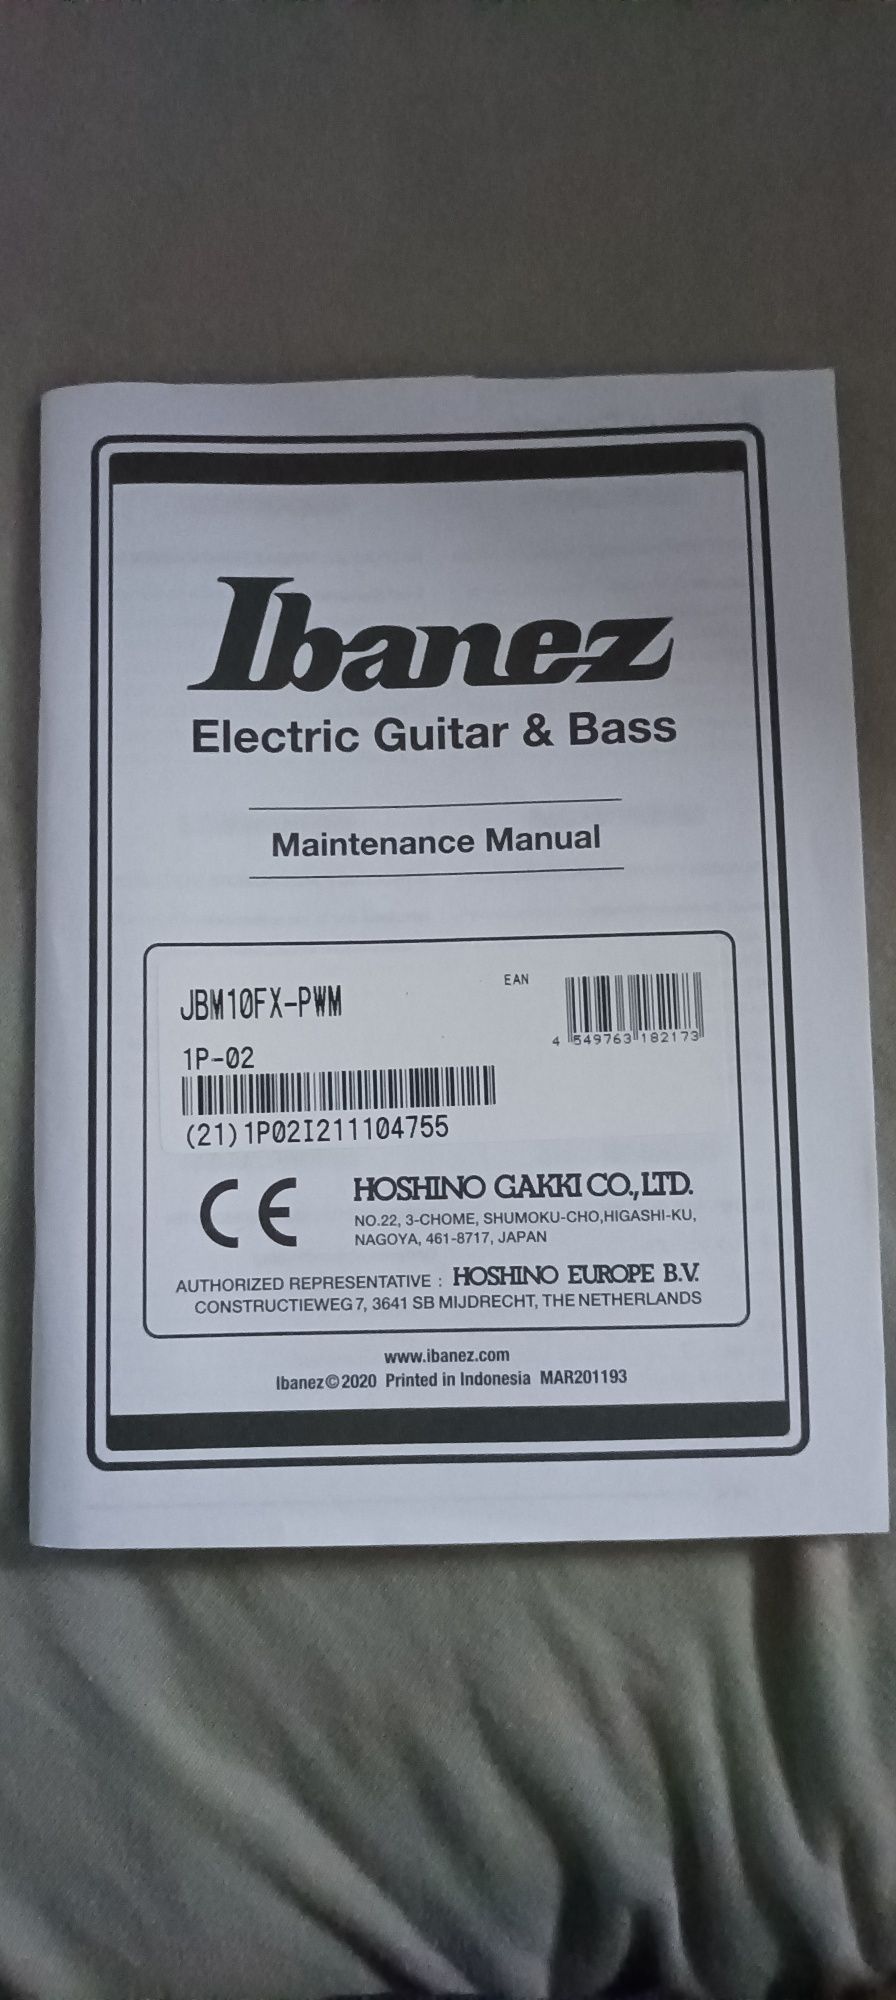 Ibanez
Electric Guitar & Bass
Maintenance Manual
JBM10FX-PWM
EAN
4 549763 182173
1P-02
(21)1P02I211104755
CE
HOSHINO GAKKI CO.,LTD.
NO.22, 3-CHOME, SHUMOKU-CHO,HIGASHI-KU,
NAGOYA, 461-8717, JAPAN
AUTHORIZED REPRESENTATIVE : HOSHINO EUROPE B.V.
CONSTRUCTIEWEG 7, 3641 SB MIJDRECHT, THE NETHERLANDS
www.ibanez.com
Ibanez©2020 Printed in Indonesia MAR201193